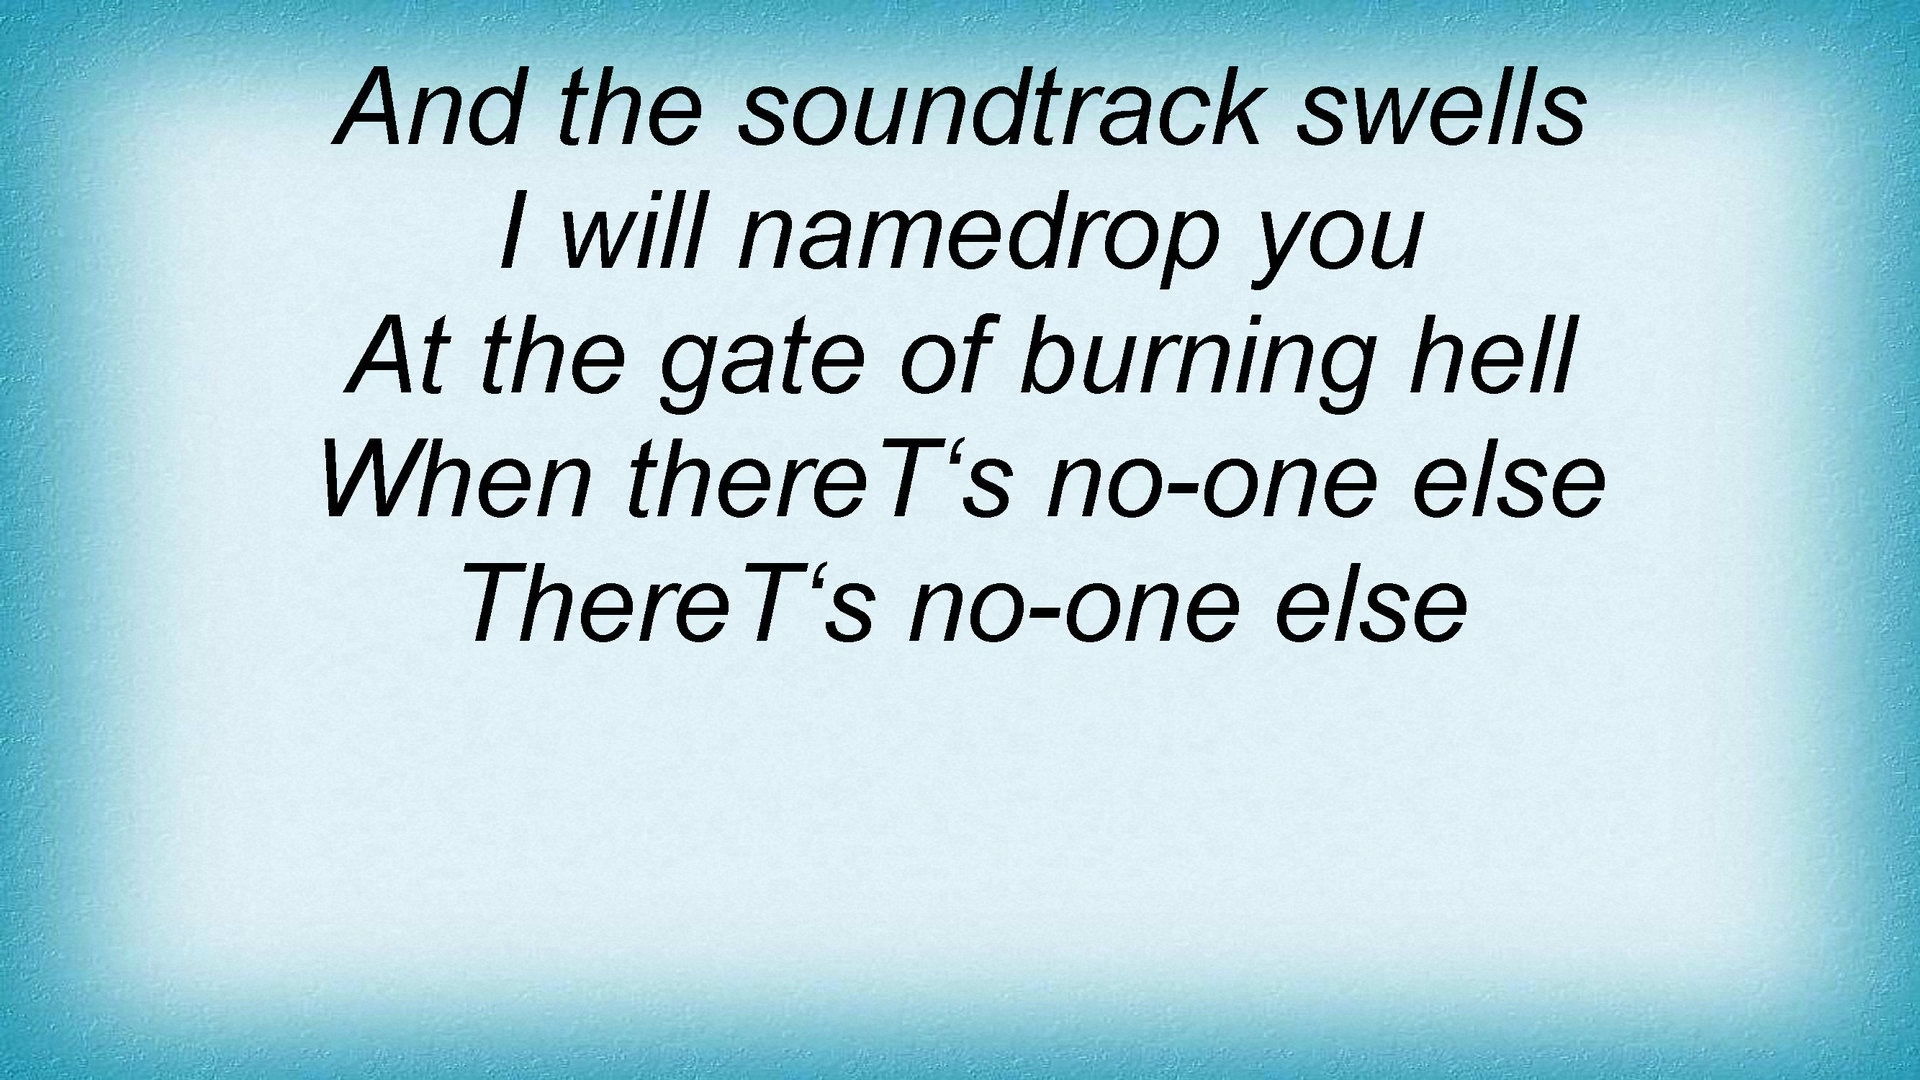 And the soundtrack swells
I will namedrop you
At the gate of burning hell
When thereT‘s no-one else
ThereT‘s no-one else